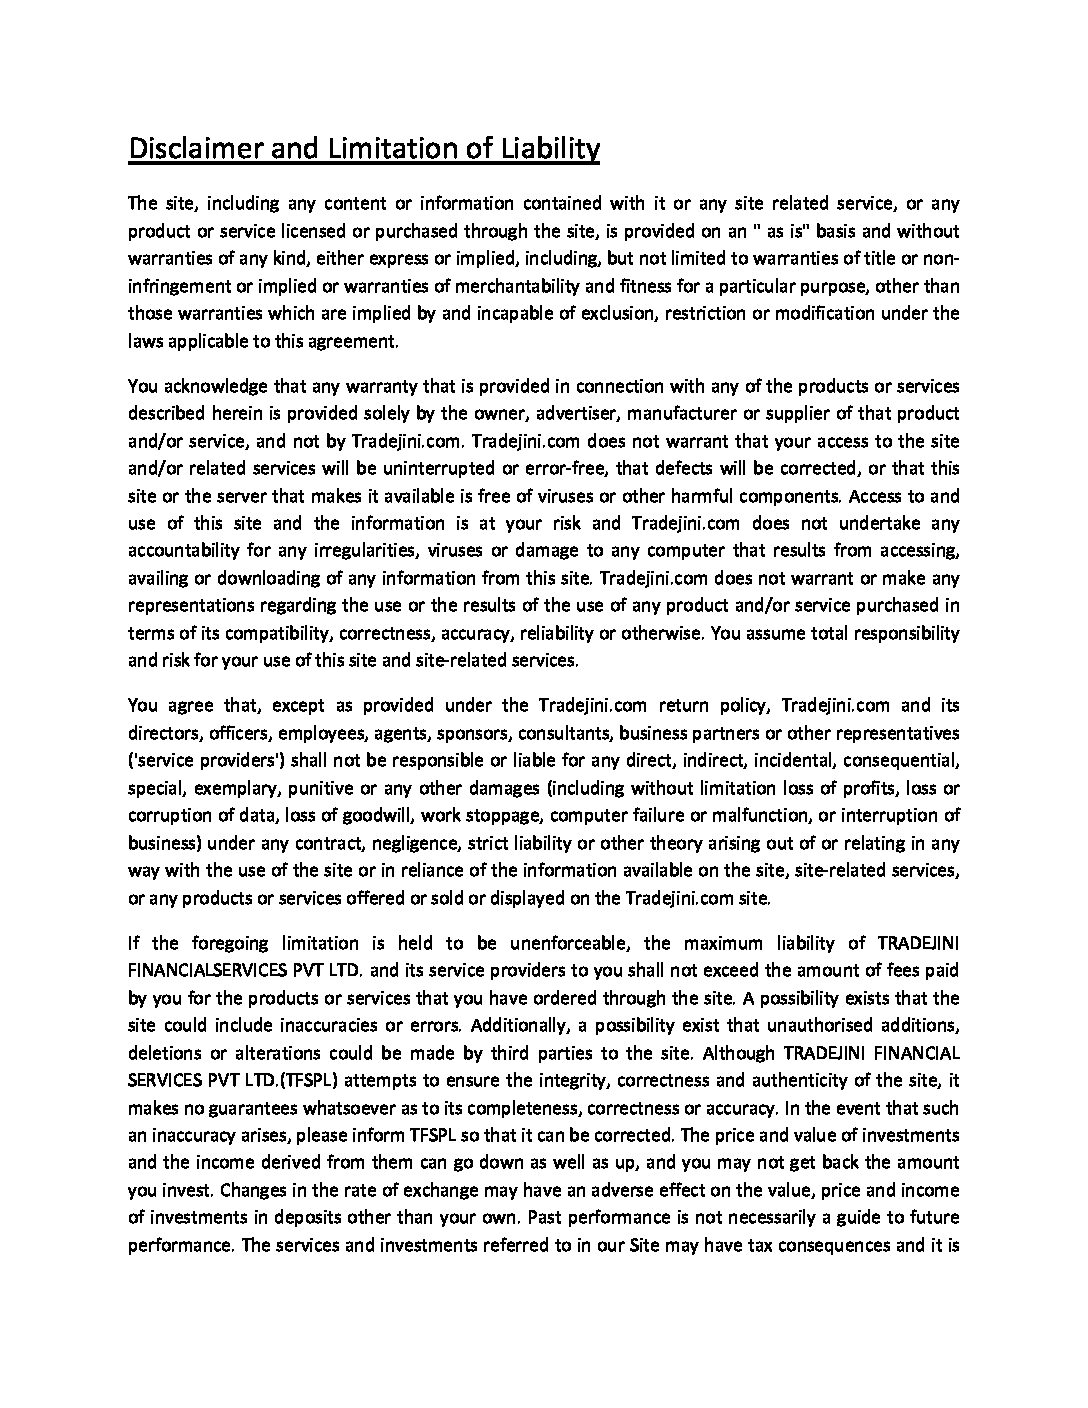 Disclaimer and Limitation of Liability
The site, including any content or information contained with it or any site related service, or any
product or service licensed or purchased through the site, is provided on an " as is" basis and without
warranties of any kind, either express or implied, including, but not limited to warranties of title or non-
infringement or implied or warranties of merchantability and fitness for a particular purpose, other than
those warranties which are implied by and incapable of exclusion, restriction or modification under the
laws applicable to this agreement.
You acknowledge that any warranty that is provided in connection with any of the products or services
described herein is provided solely by the owner, advertiser, manufacturer or supplier of that product
and/or service, and not by Tradejini.com. Tradejini.com does not warrant that your access to the site
and/or related services will be uninterrupted or error-free, that defects will be corrected, or that this
site or the server that makes it available is free of viruses or other harmful components. Access to and
use of this site and the information is at your risk and Tradejini.com does not undertake any
accountability for any irregularities, viruses or damage to any computer that results from accessing,
availing or downloading of any information from this site. Tradejini.com does not warrant or make any
representations regarding the use or the results of the use of any product and/or service purchased in
terms of its compatibility, correctness, accuracy, reliability or otherwise. You assume total responsibility
and risk for your use of this site and site-related services.
You agree that, except as provided under the Tradejini.com return policy, Tradejini.com and its
directors, officers, employees, agents, sponsors, consultants, business partners or other representatives
('service providers') shall not be responsible or liable for any direct, indirect, incidental, consequential,
special, exemplary, punitive or any other damages (including without limitation loss of profits, loss or
corruption of data, loss of goodwill, work stoppage, computer failure or malfunction, or interruption of
business) under any contract, negligence, strict liability or other theory arising out of or relating in any
way with the use of the site or in reliance of the information available on the site, site-related services,
or any products or services offered or sold or displayed on the Tradejini.com site.
If the foregoing limitation is held to be unenforceable, the maximum liability of TRADEJINI
FINANCIALSERVICES PVT LTD. and its service providers to you shall not exceed the amount of fees paid
by you for the products or services that you have ordered through the site. A possibility exists that the
site could include inaccuracies or errors. Additionally, a possibility exist that unauthorised additions,
deletions or alterations could be made by third parties to the site. Although TRADEJINI FINANCIAL
SERVICES PVT LTD.(TFSPL) attempts to ensure the integrity, correctness and authenticity of the site, it
makes no guarantees whatsoever as to its completeness, correctness or accuracy. In the event that such
an inaccuracy arises, please inform TFSPL so that it can be corrected. The price and value of investments
and the income derived from them can go down as well as up, and you may not get back the amount
you invest. Changes in the rate of exchange may have an adverse effect on the value, price and income
of investments in deposits other than your own. Past performance is not necessarily a guide to future
performance. The services and investments referred to in our Site may have tax consequences and it is